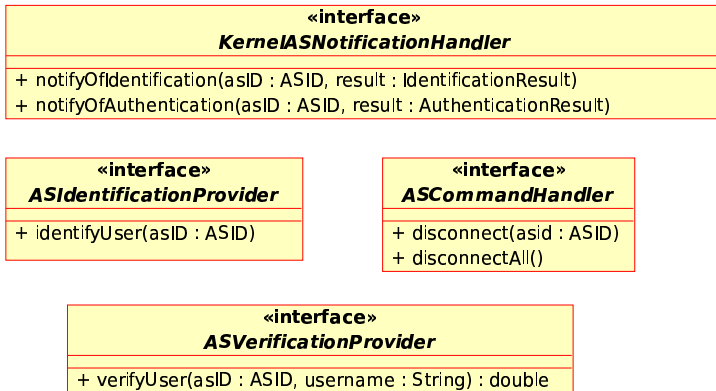 «interface»
KernelASNotificationHandler
+ notifyOfIdentification(asID : ASID, result : IdentificationResult)
+ notifyOfAuthentication(asID : ASID, result : AuthenticationResult)
«interface»
ASIdentificationProvider
+ identifyUser(asID : ASID)
«interface»
ASCommandHandler
+ disconnect(asid : ASID)
+ disconnectAll()
«interface»
ASVerificationProvider
+ verifyUser(asID : ASID, username : String) : double